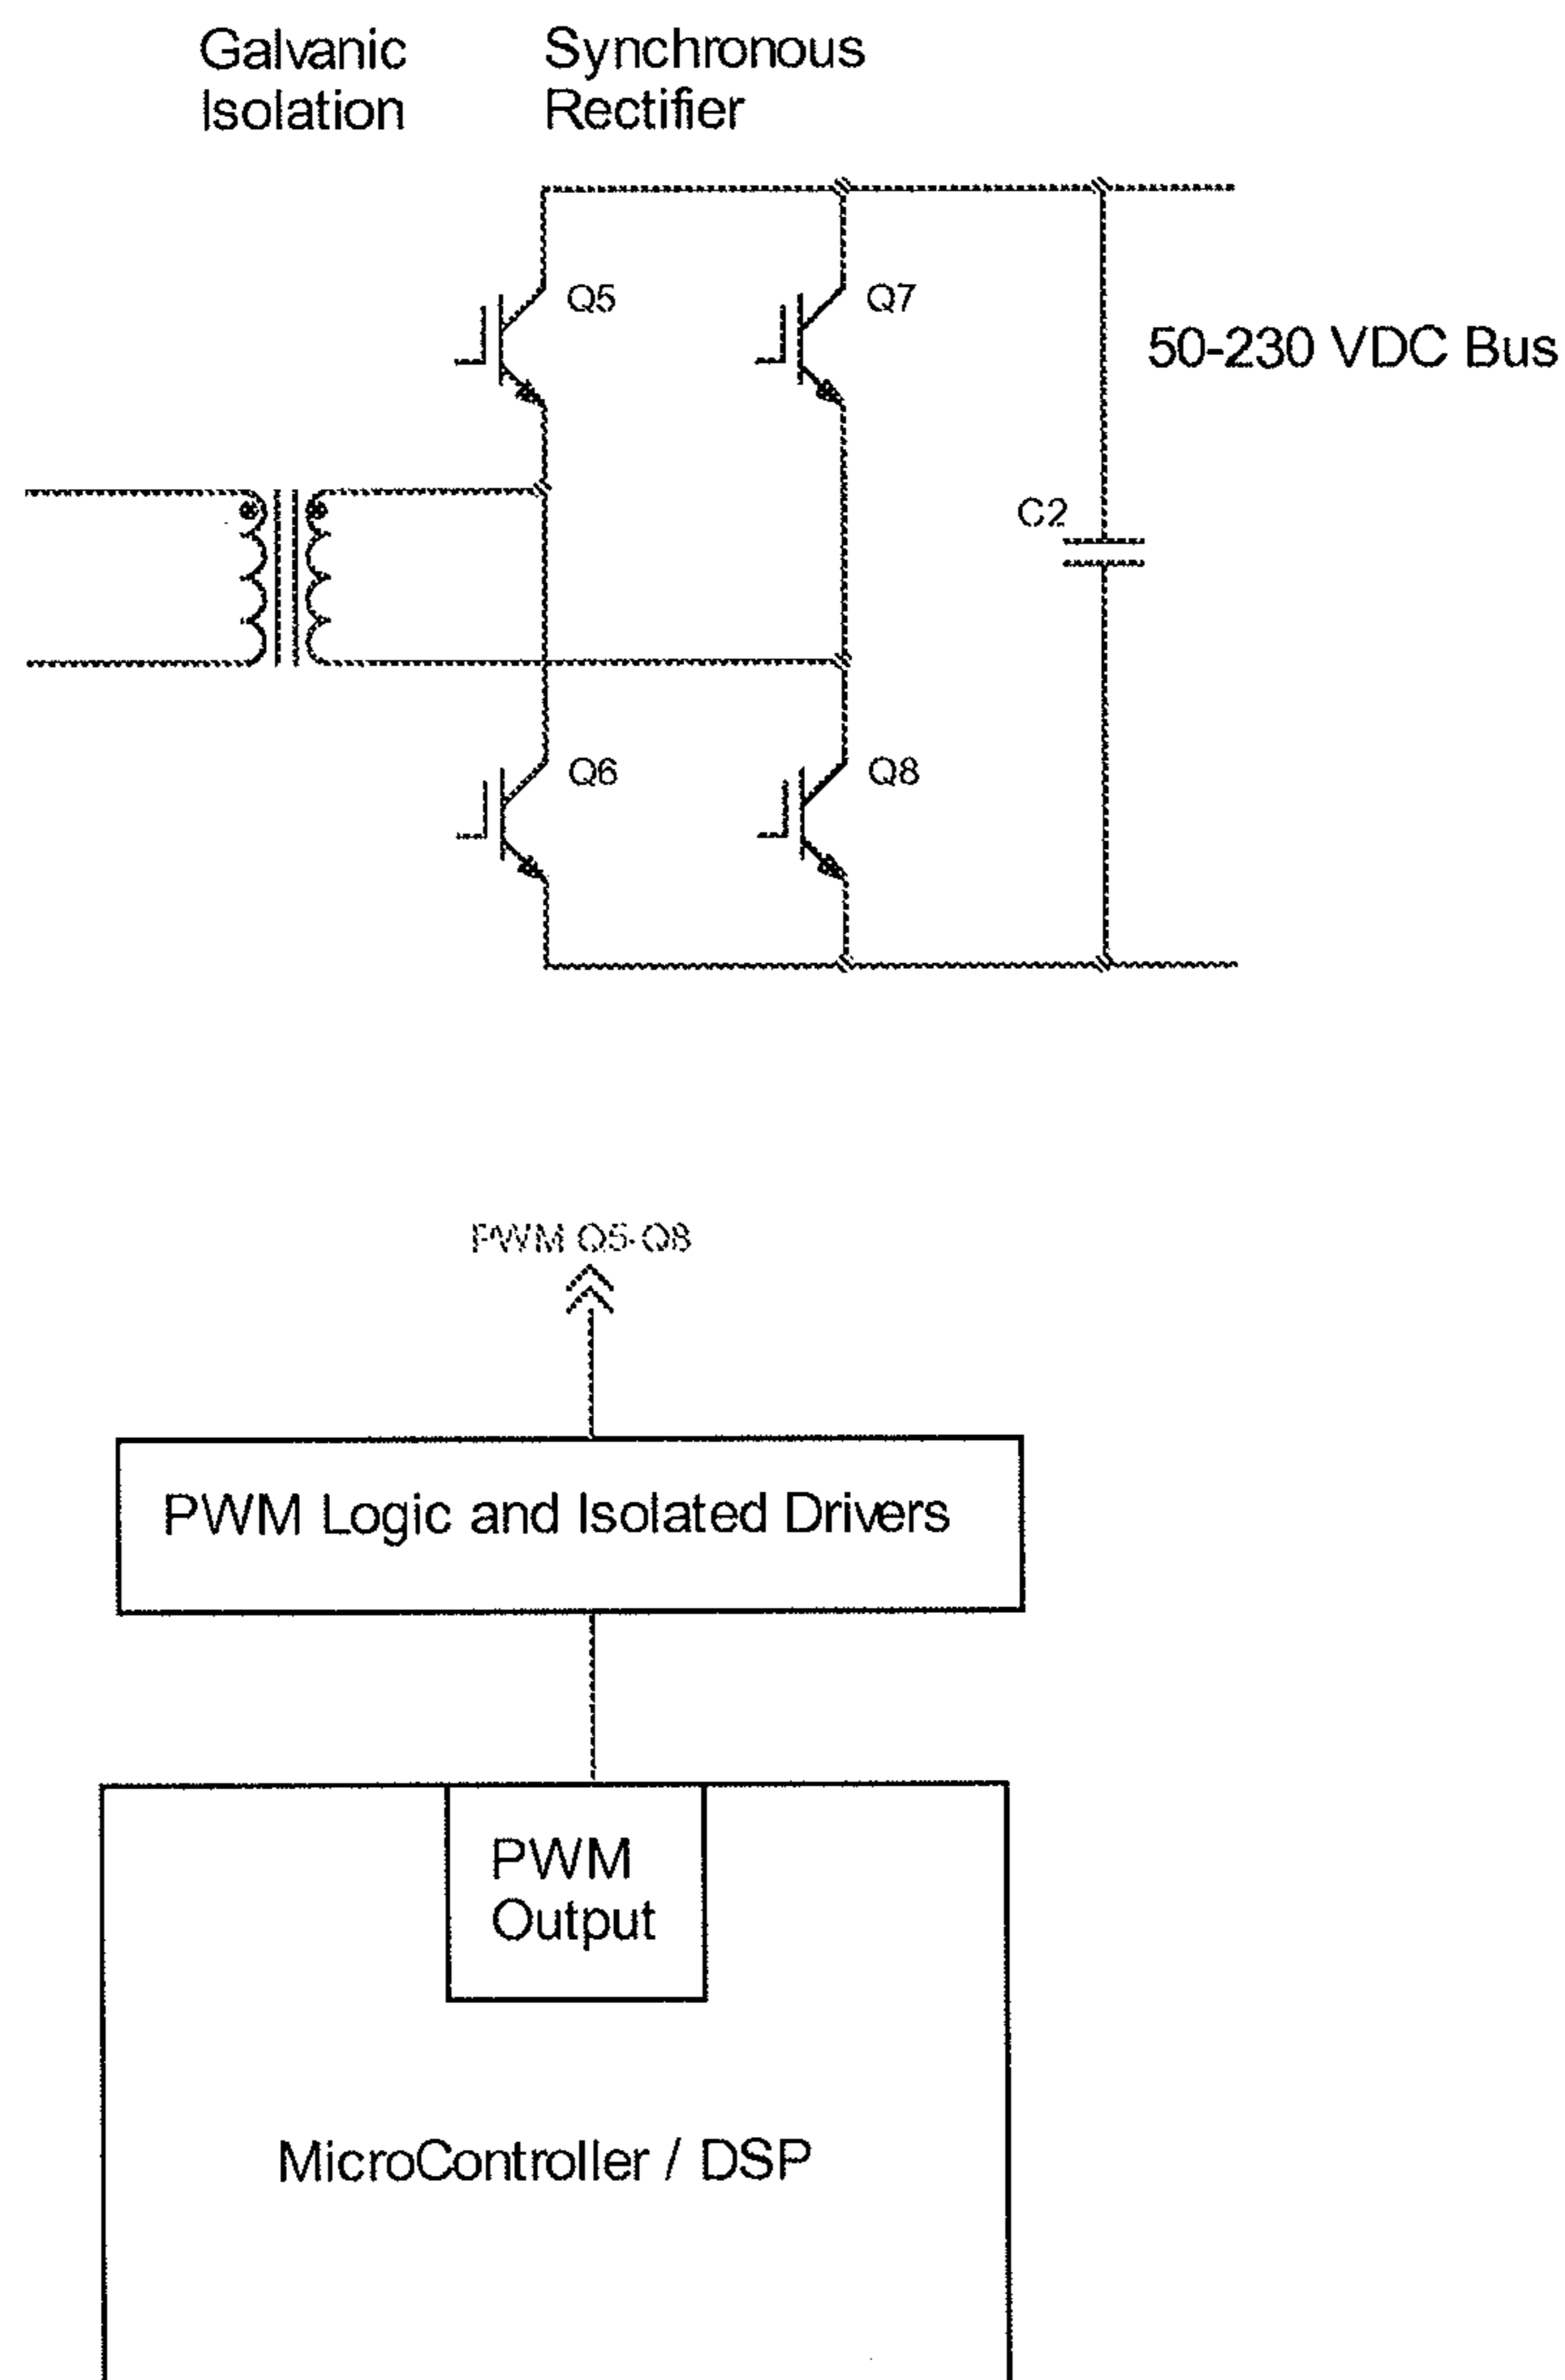 Galvanic
Isolation
Synchronous
Rectifier
Q5
Q7
50-230 VDC Bus
C2
Q6
Q8
PWM Q5-Q8
PWM Logic and Isolated Drivers
PWM
Output
MicroController / DSP